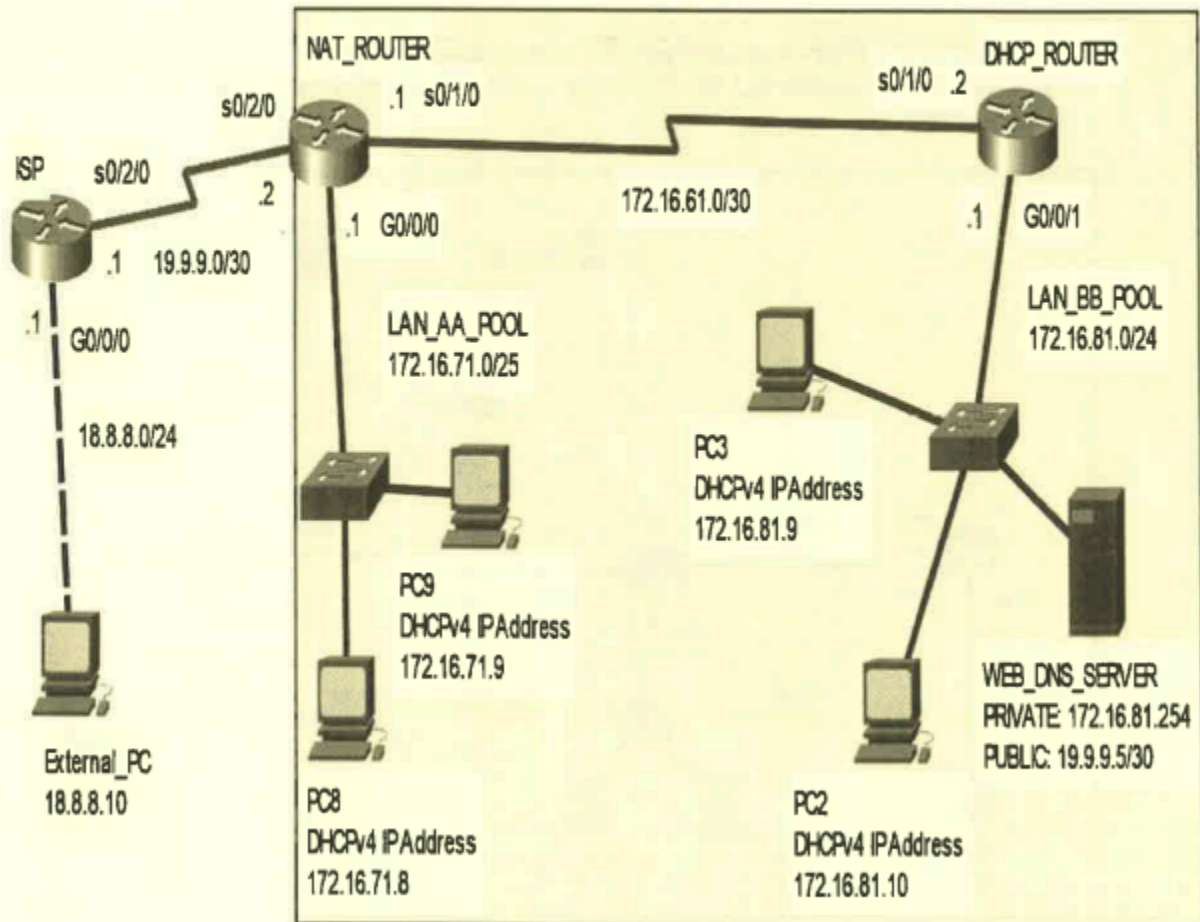 NAT_ROUTER
DHCP_ROUTER
s0/2/0
.1 s0/1/0
s0/1/0 .2
ISP
s0/2/0
.2
172.16.61.0/30
.1 G0/0/0
.1 G0/0/1
.1 19.9.9.0/30
.1 G0/0/0
LAN_AA_POOL
172.16.71.0/25
LAN_BB_POOL
172.16.81.0/24
18.8.8.0/24
PC3
DHCPv4 IPAddress
172.16.81.9
PC9
DHCPv4 IPAddress
172.16.71.9
WEB_DNS_SERVER
PRIVATE: 172.16.81.254
PUBLIC: 19.9.9.5/30
External_PC
18.8.8.10
PC8
DHCPv4 IPAddress
172.16.71.8
PC2
DHCPv4 IPAddress
172.16.81.10